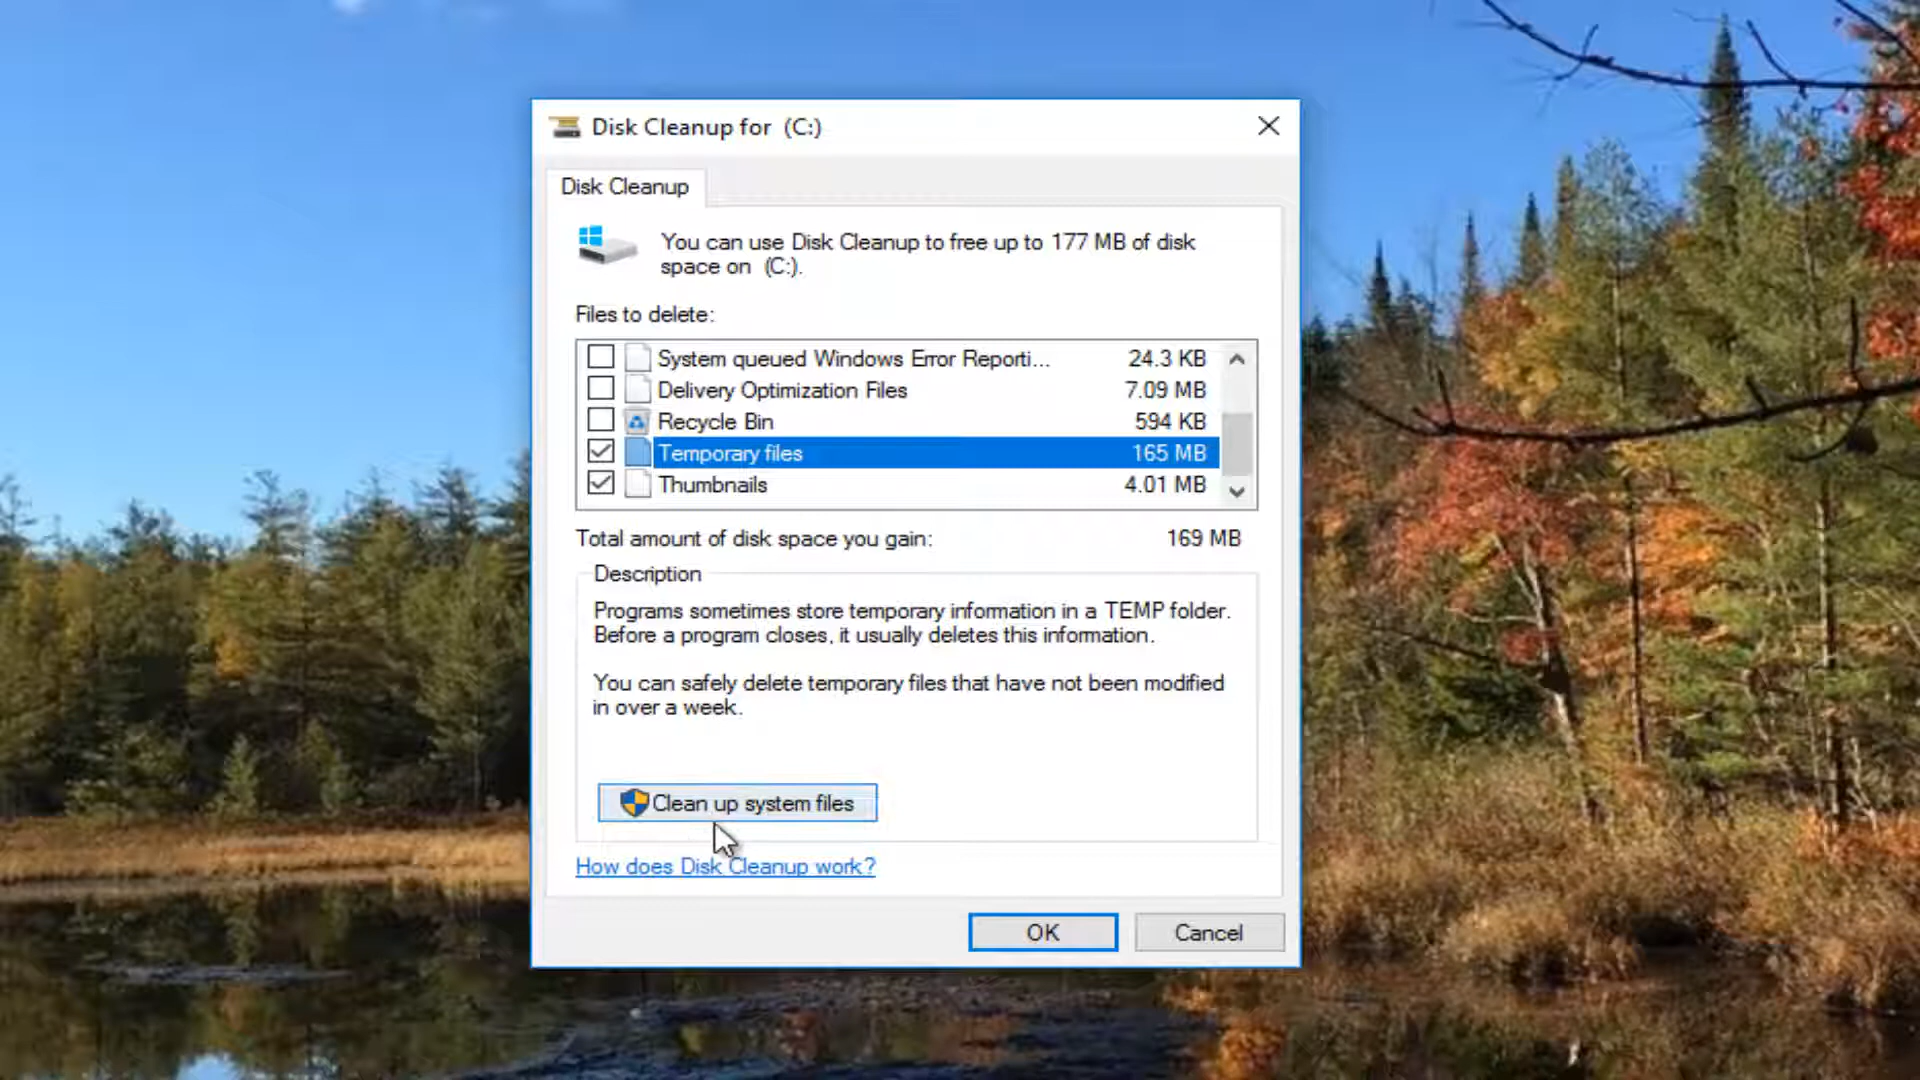 Disk Cleanup for (C:)
Disk Cleanup
You can use Disk Cleanup to free up to 177 MB of disk
space on (C:).
Files to delete:
System queued Windows Error Reporti... 24.3 KB
Delivery Optimization Files 7.09 MB
Recycle Bin 594 KB
Temporary files 165 MB
Thumbnails 4.01 MB
Total amount of disk space you gain: 169 MB
Description
Programs sometimes store temporary information in a TEMP folder.
Before a program closes, it usually deletes this information.
You can safely delete temporary files that have not been modified
in over a week.
Clean up system files
How does Disk Cleanup work?
OK Cancel